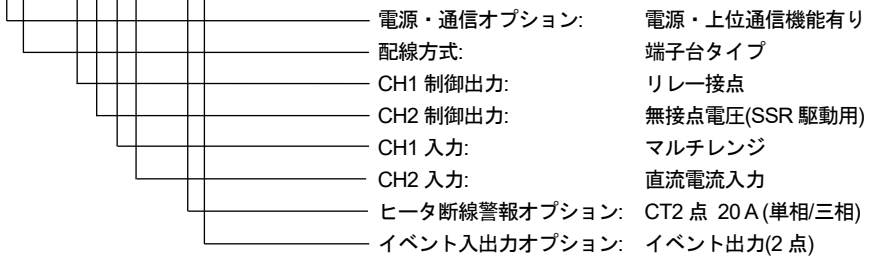 電源・通信オプション: 電源・上位通信機能有り
配線方式: 端子台タイプ
CH1 制御出力: リレー接点
CH2 制御出力: 無接点電圧(SSR 駆動用)
CH1 入力: マルチレンジ
CH2 入力: 直流電流入力
ヒータ断線警報オプション: CT2 点 20 A (単相/三相)
イベント入出力オプション: イベント出力(2 点)